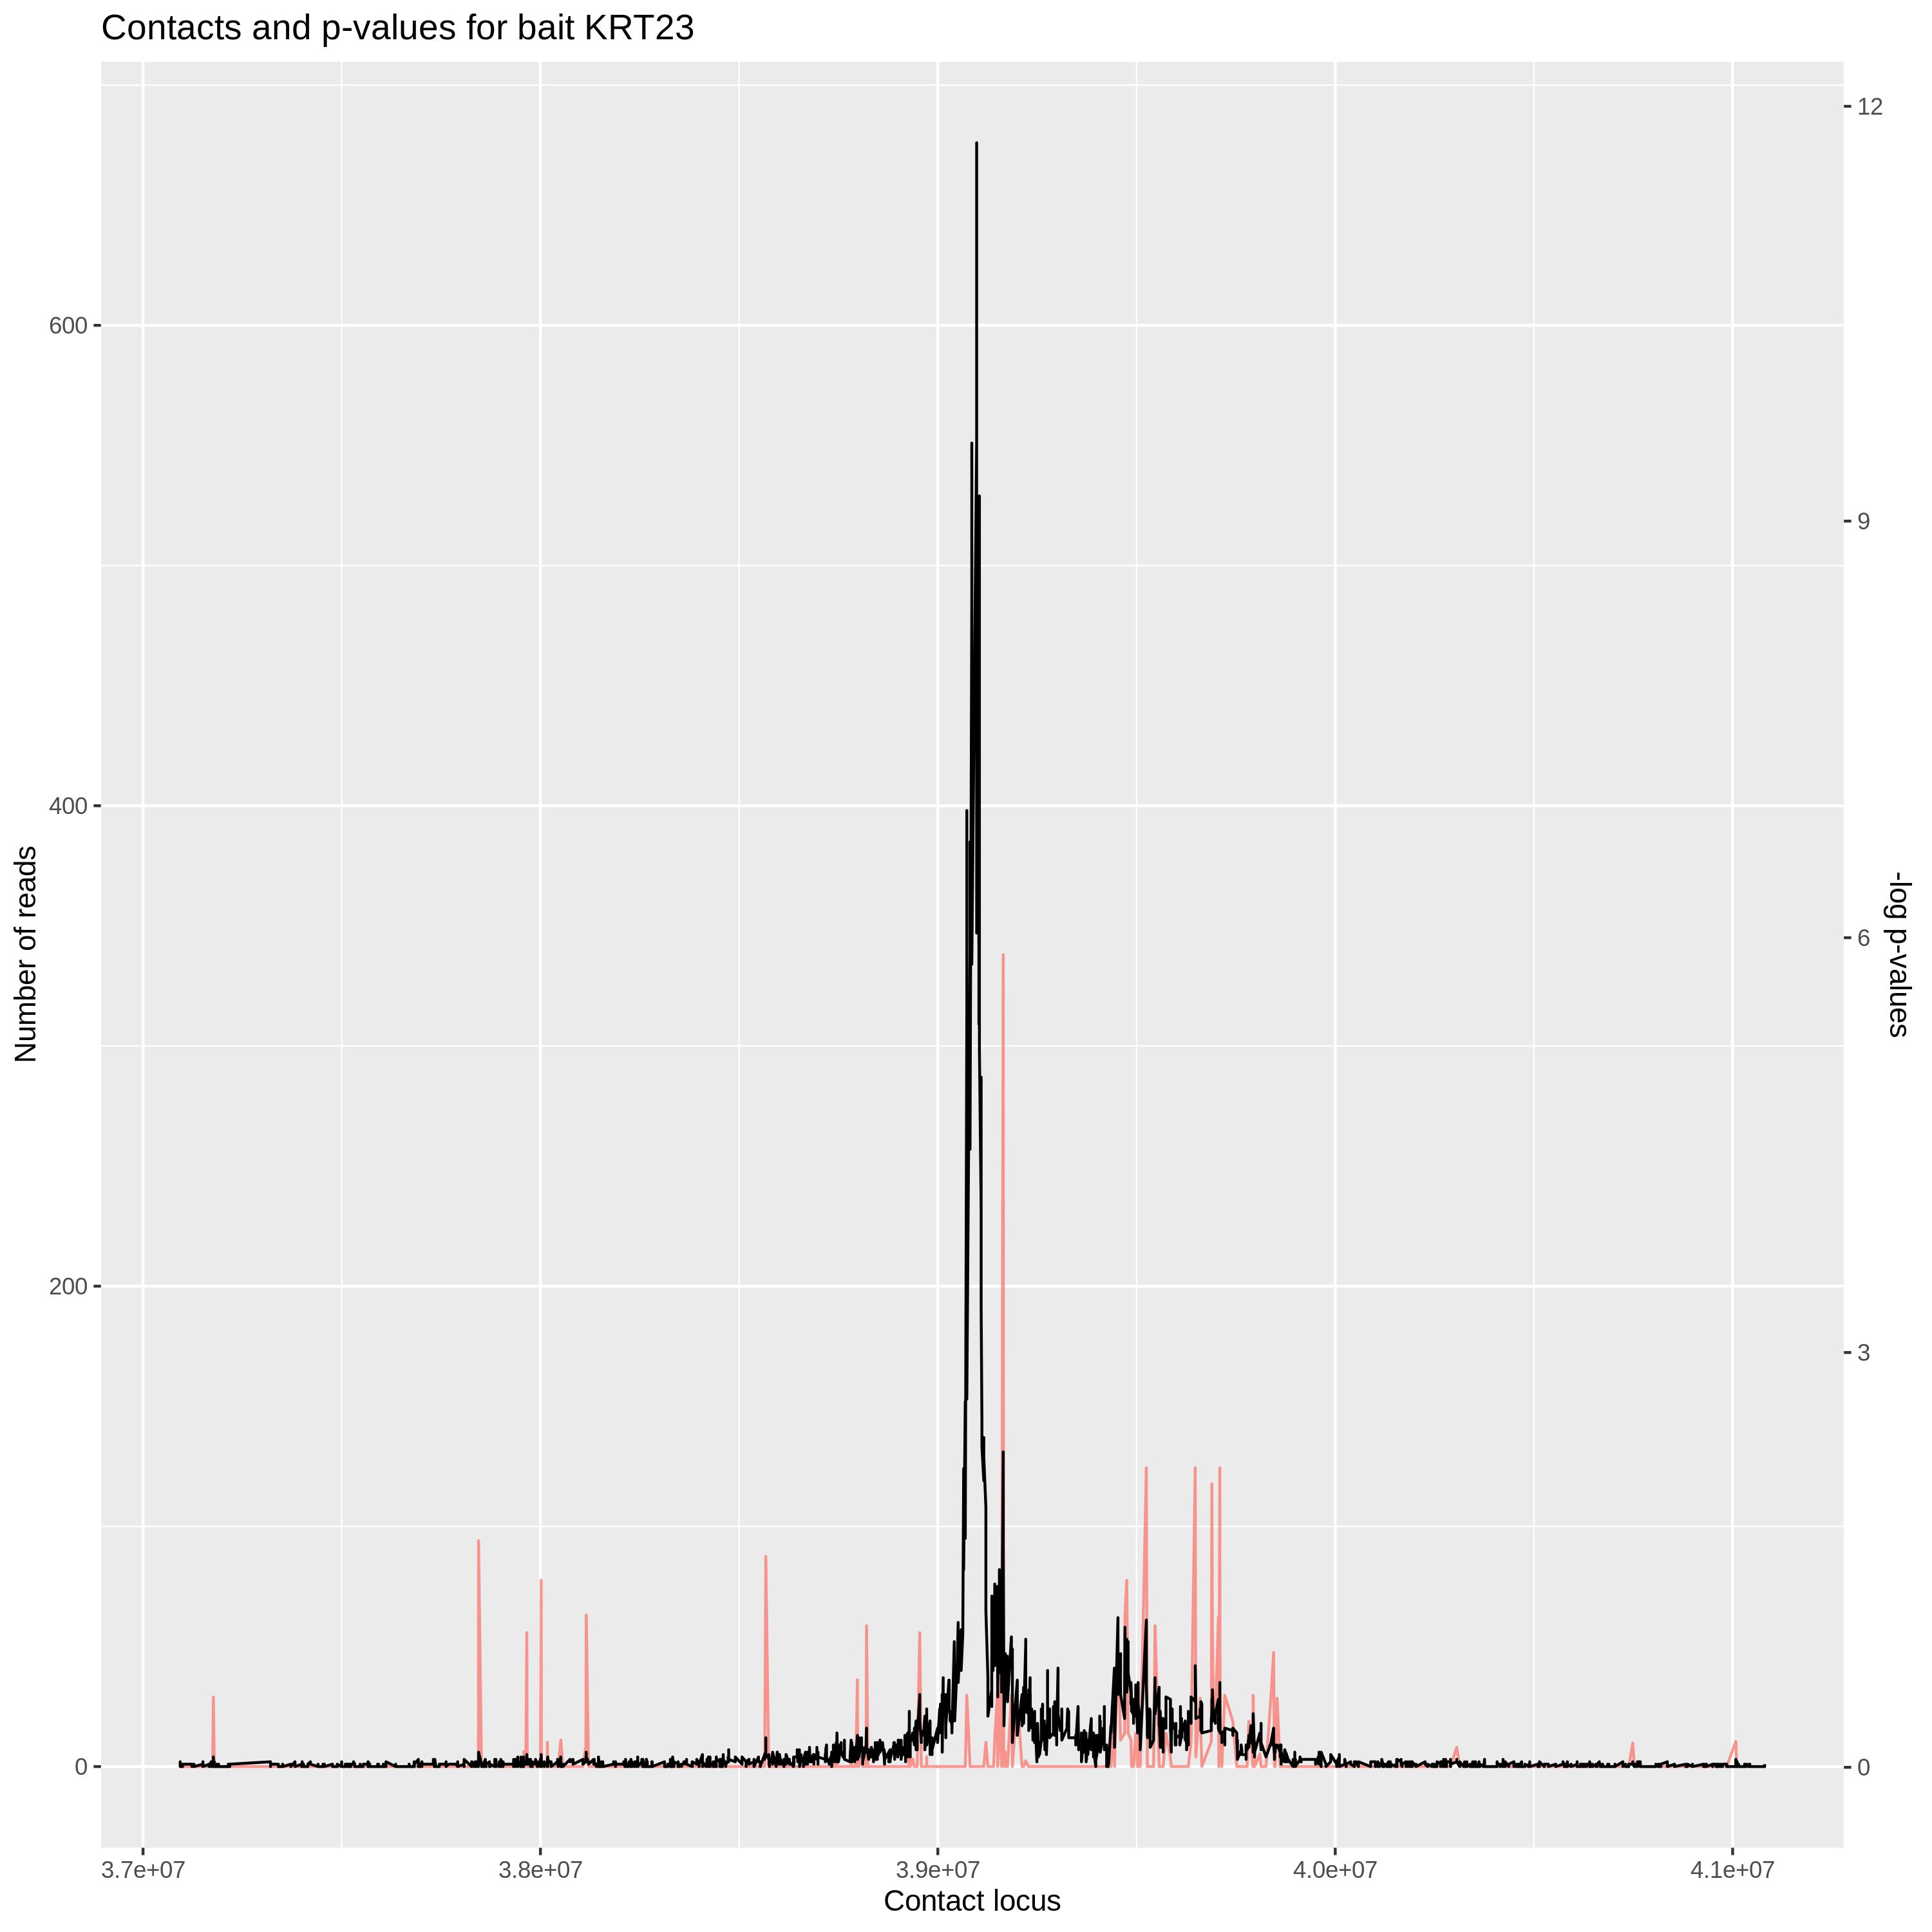 Contacts and p-values for bait KRT23
12
600
9
400
6
Number of reads
-log p-values
200
3
0
0
3.7e+07 3.8e+07 3.9e+07 4.0e+07 4.1e+07
Contact locus